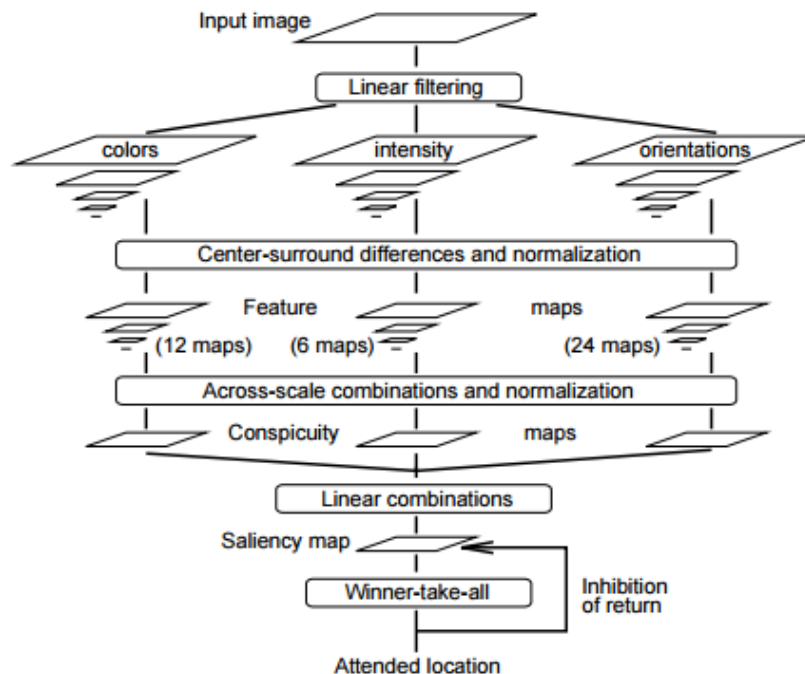 Input image
Linear filtering
colors intensity orientations
Center-surround differences and normalization
Feature maps
(12 maps) (6 maps) (24 maps)
Across-scale combinations and normalization
Conspicuity maps
Linear combinations
Saliency map
Winner-take-all
Inhibition
of return
Attended location